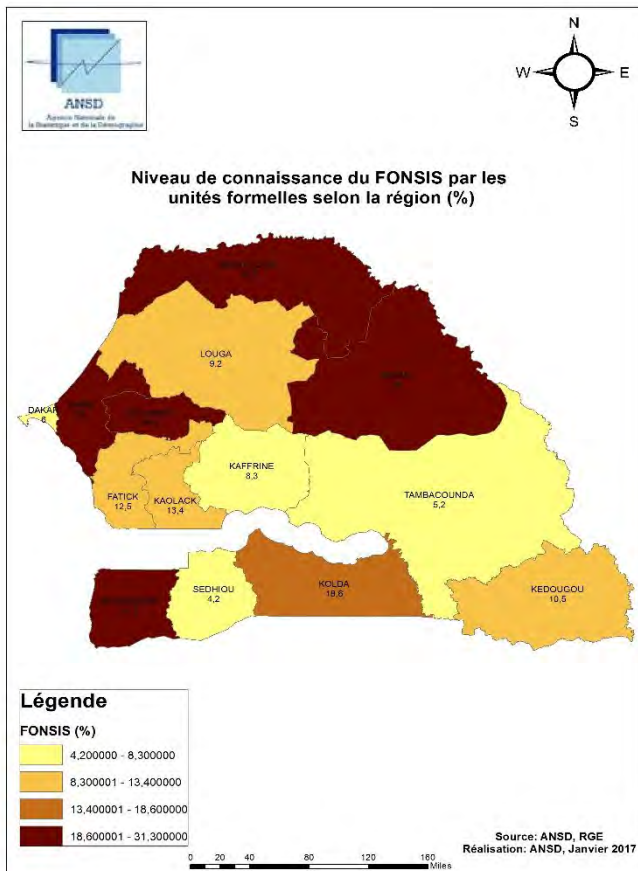 ANSD
Agence Nationale de
la Statistique et de la Démographie
N
W E
S
Niveau de connaissance du FONSIS par les
unités formelles selon la région (%)
LOUGA
9,2
DAKAR
6
KAFFRINE
8,3
TAMBACOUNDA
5,2
FATICK
12,5
KAOLACK
13,4
SEDHIOU
4,2
KOLDA
18,6
KEDOUGOU
10,5
Légende
FONSIS (%)
4,200000 - 8,300000
8,300001 - 13,400000
13,400001 - 18,600000
18,600001 - 31,300000
Source: ANSD, RGE
Réalisation: ANSD, Janvier 2017
0 20 40 80 120 160
Miles